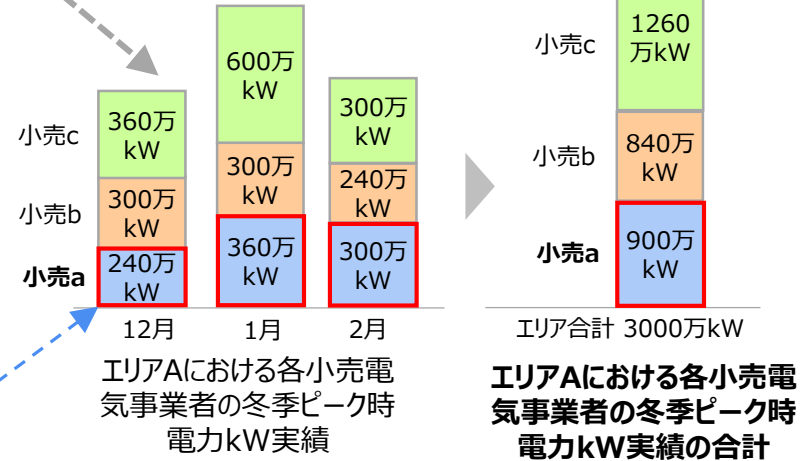 小売c
小売b
小売a
360万
kW
300万
kW
240万
kW
600万
kW
300万
kW
360万
kW
300万
kW
240万
kW
300万
kW
12月
1月
2月
エリアAにおける各小売電
気事業者の冬季ピーク時
電力kW実績
小売c
小売b
小売a
1260
万kW
840万
kW
900万
kW
エリア合計 3000万kW
エリアAにおける各小売電
気事業者の冬季ピーク時
電力kW実績の合計